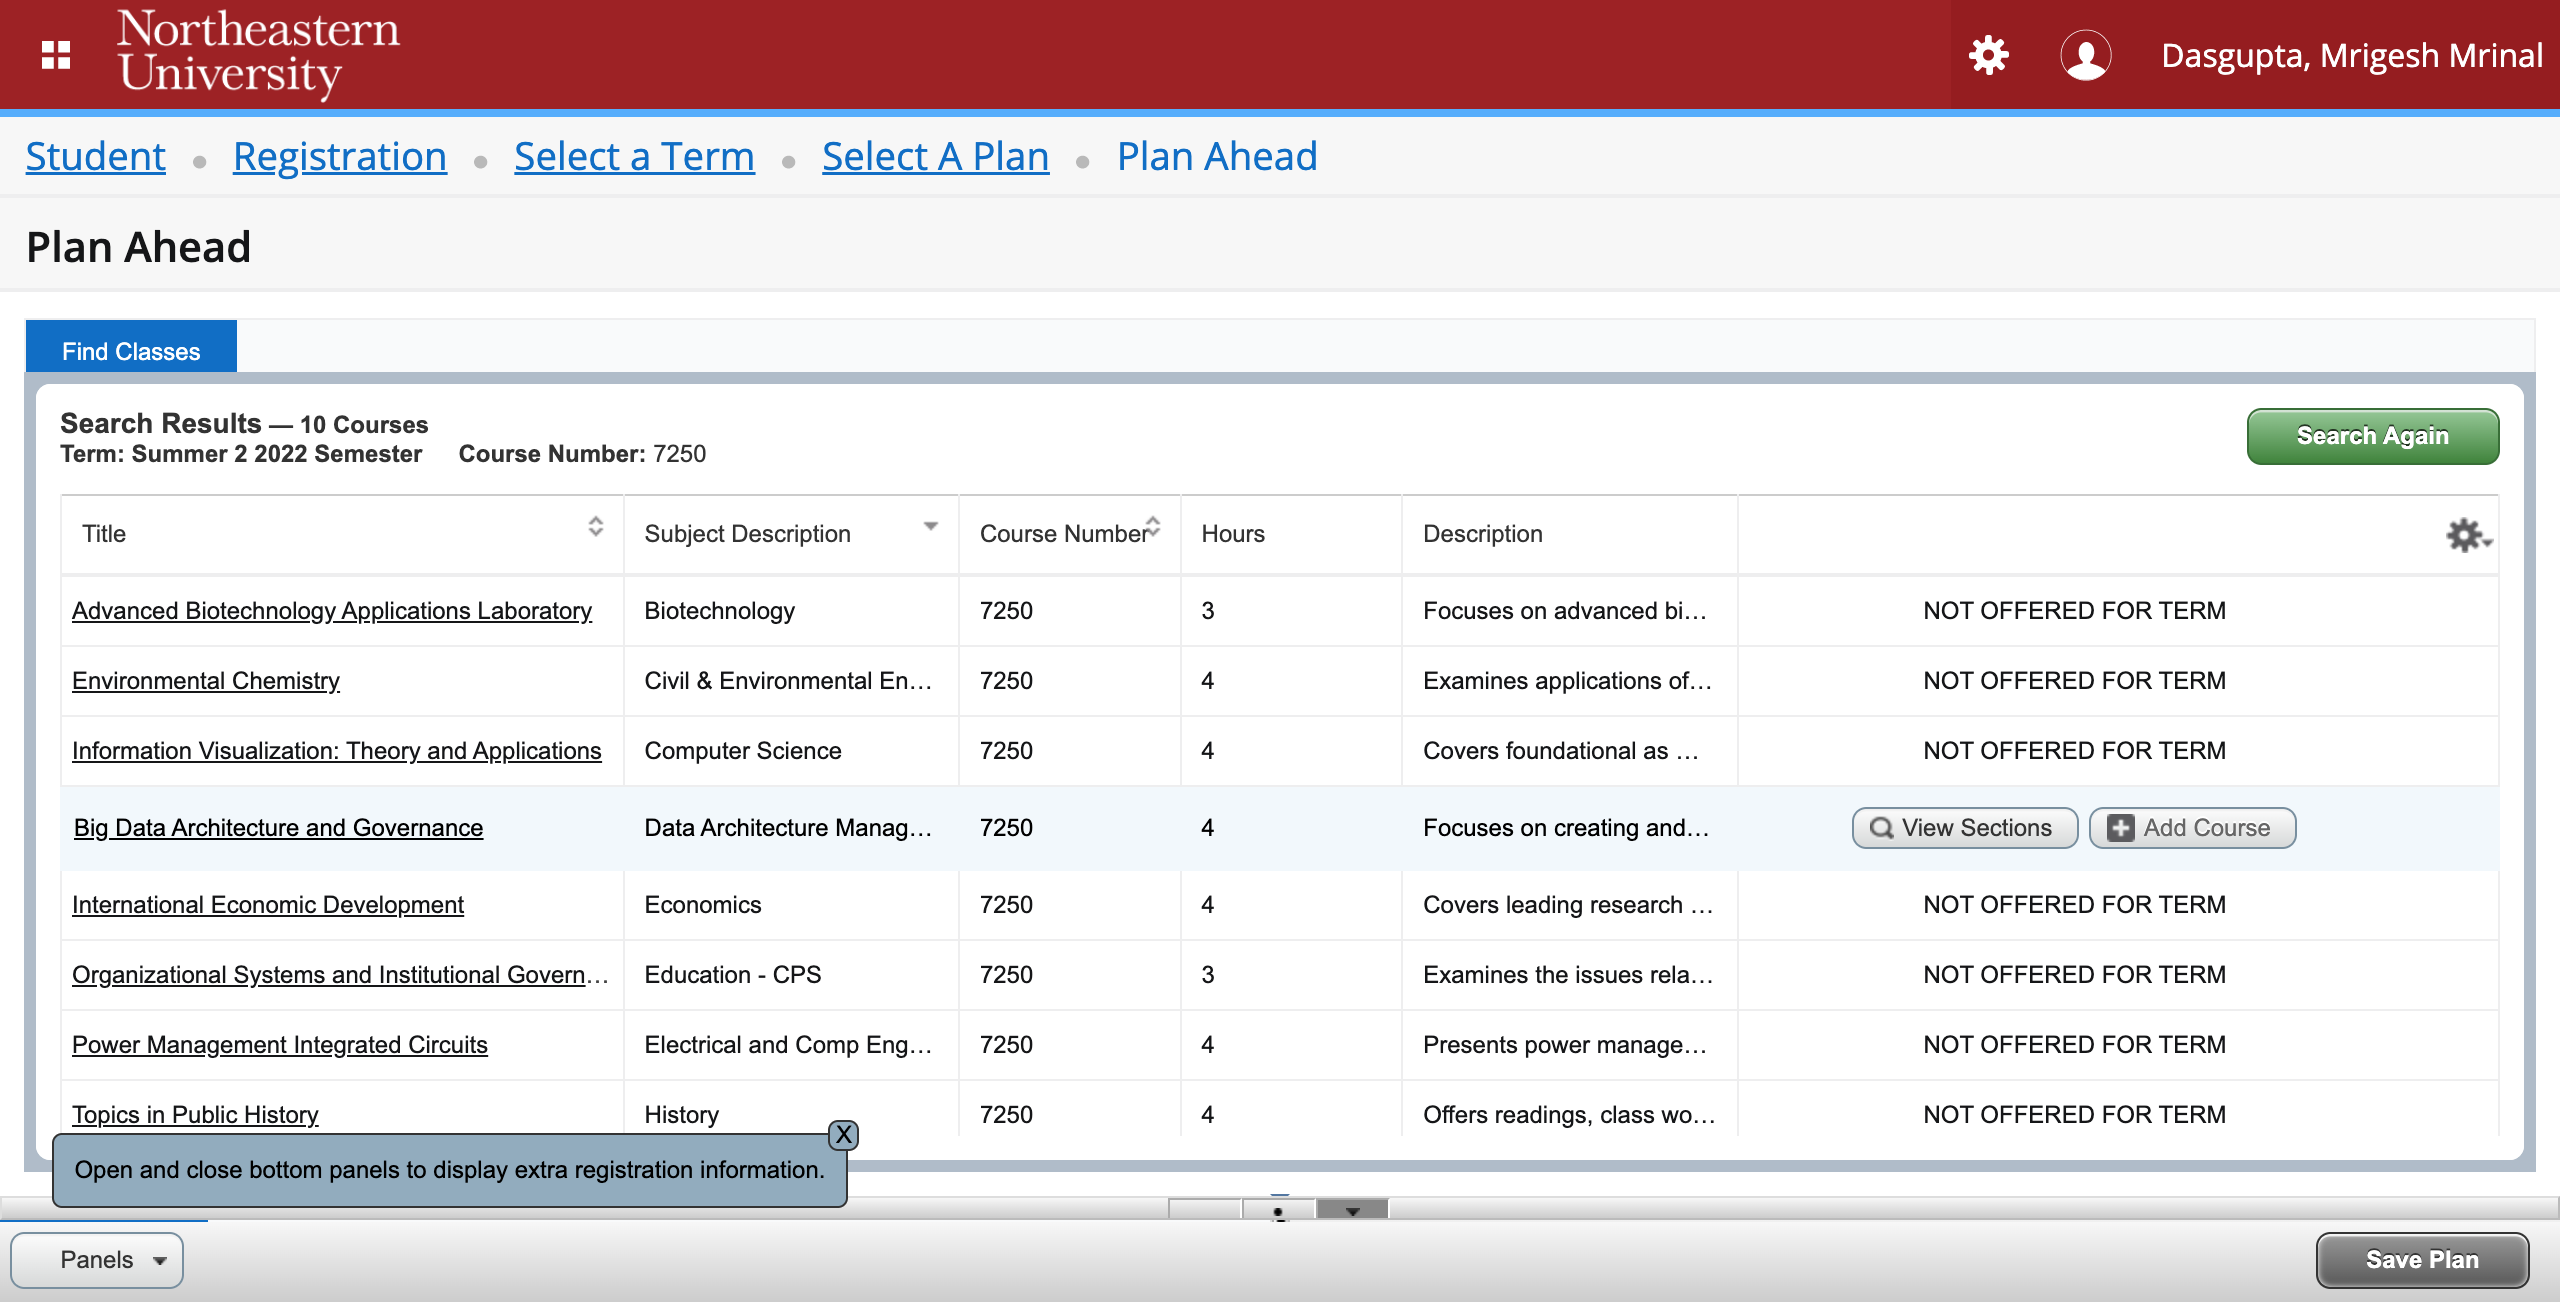 Northeastern
University
Dasgupta, Mrigesh Mrinal
Student • Registration • Select a Term • Select A Plan • Plan Ahead
Plan Ahead
Find Classes
Search Results — 10 Courses
Term: Summer 2 2022 Semester Course Number: 7250
Search Again
Title Subject Description Course Number Hours Description
Advanced Biotechnology Applications Laboratory Biotechnology 7250 3 Focuses on advanced bi... NOT OFFERED FOR TERM
Environmental Chemistry Civil & Environmental En... 7250 4 Examines applications of... NOT OFFERED FOR TERM
Information Visualization: Theory and Applications Computer Science 7250 4 Covers foundational as ... NOT OFFERED FOR TERM
Big Data Architecture and Governance Data Architecture Manag... 7250 4 Focuses on creating and... View Sections Add Course
International Economic Development Economics 7250 4 Covers leading research ... NOT OFFERED FOR TERM
Organizational Systems and Institutional Govern... Education - CPS 7250 3 Examines the issues rela... NOT OFFERED FOR TERM
Power Management Integrated Circuits Electrical and Comp Eng... 7250 4 Presents power manage... NOT OFFERED FOR TERM
Topics in Public History History 7250 4 Offers readings, class wo... NOT OFFERED FOR TERM
X
Open and close bottom panels to display extra registration information.
Panels
Save Plan